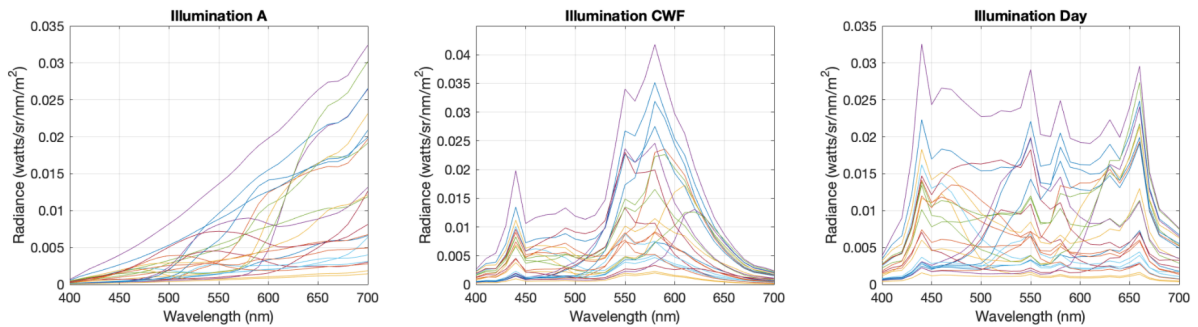 Illumination A
0.035
0.03
0.025
0.02
0.015
0.01
0.005
0
400 450 500 550 600 650 700
Wavelength (nm)
Radiance (watts/sr/nm/m²)
Illumination CWF
0.04
0.035
0.03
0.025
0.02
0.015
0.01
0.005
0
400 450 500 550 600 650 700
Wavelength (nm)
Radiance (watts/sr/nm/m²)
Illumination Day
0.035
0.03
0.025
0.02
0.015
0.01
0.005
0
400 450 500 550 600 650 700
Wavelength (nm)
Radiance (watts/sr/nm/m²)